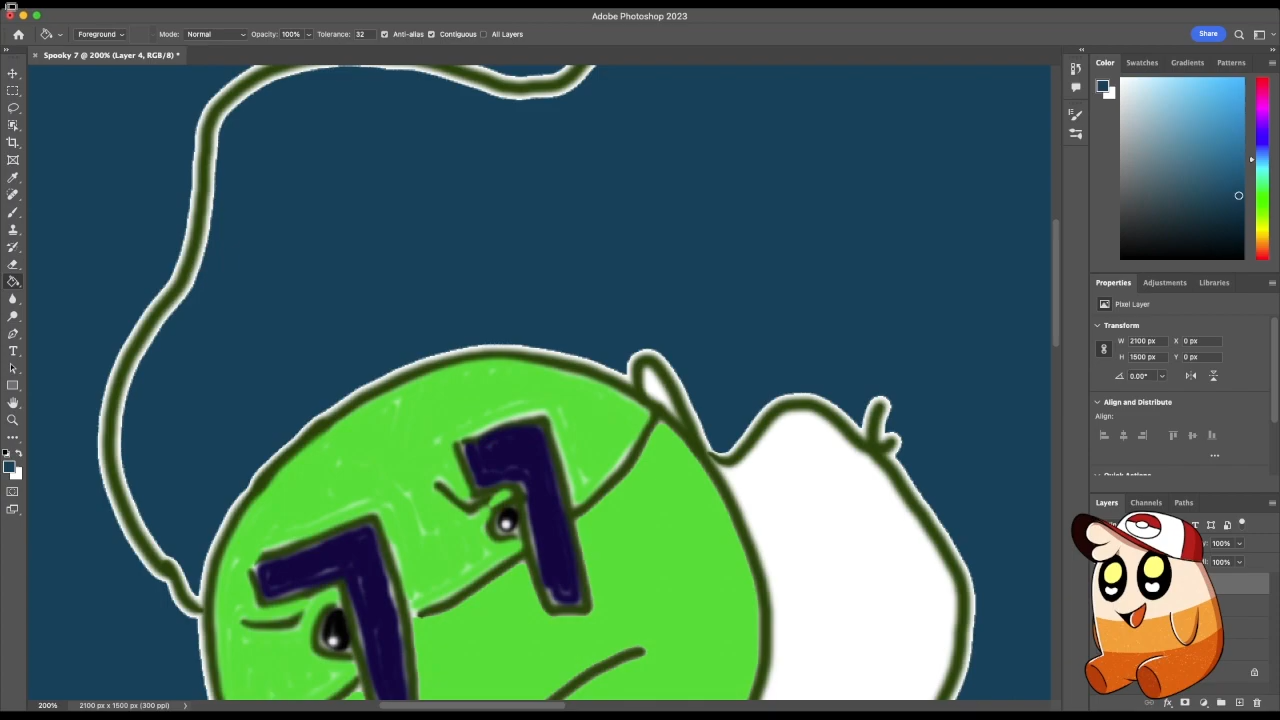 Adobe Photoshop 2023
Foreground Mode: Normal Opacity: 100% Tolerance: 32 Anti-alias Contiguous All Layers Share
× Spooky 7 @ 200% (Layer 4, RGB/8) *
Color Swatches Gradients Patterns
Properties Adjustments Libraries
Pixel Layer
Transform
W 2100 px X 0 px
H 1500 px Y 0 px
0.00°
Align and Distribute
Align:
Layers Channels Paths
100%
100%
200% 2100 px x 1500 px (300 ppi)
7
7